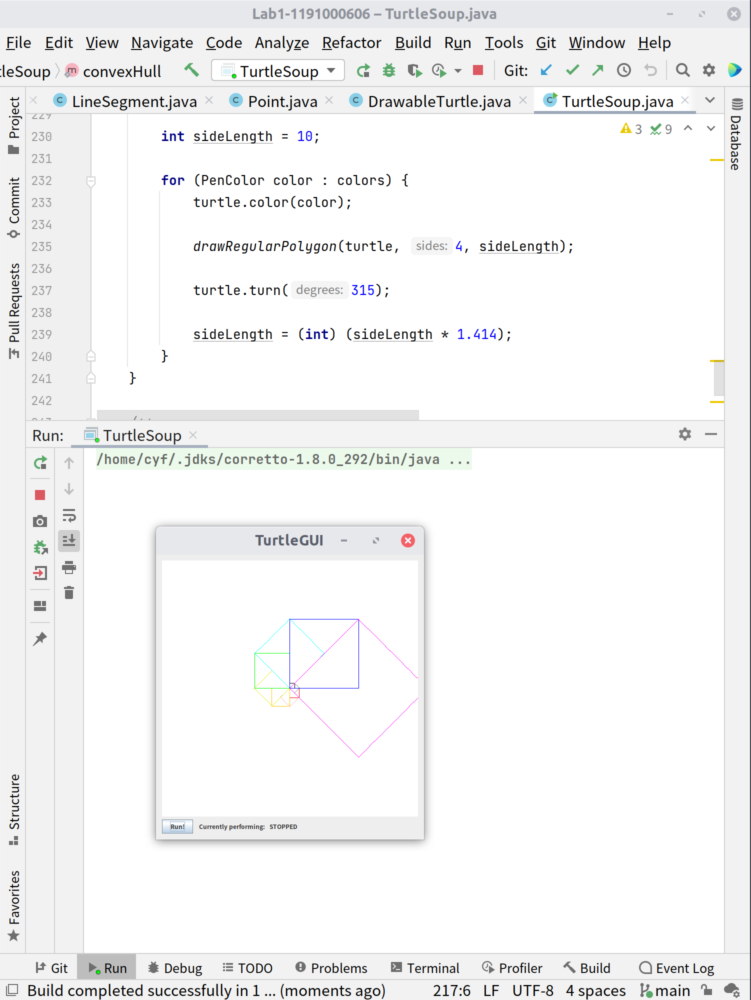 Lab1-1191000606 – TurtleSoup.java
File Edit View Navigate Code Analyze Refactor Build Run Tools Git Window Help
tleSoup convexHull TurtleSoup Git:
LineSegment.java Point.java DrawableTurtle.java TurtleSoup.java
Project
Commit
Pull Requests
Structure
Favorites
Database
229
230 int sideLength = 10; 3 9
231
232 for (PenColor color : colors) {
233 turtle.color(color);
234
235 drawRegularPolygon(turtle, sides: 4, sideLength);
236
237 turtle.turn( degrees: 315);
238
239 sideLength = (int) (sideLength * 1.414);
240 }
241 }
242
Run: TurtleSoup
/home/cyf/.jdks/corretto-1.8.0_292/bin/java ...
TurtleGUI
Run! Currently performing: STOPPED
Git Run Debug TODO Problems Terminal Profiler Build Event Log
Build completed successfully in 1 ... (moments ago) 217:6 LF UTF-8 4 spaces main